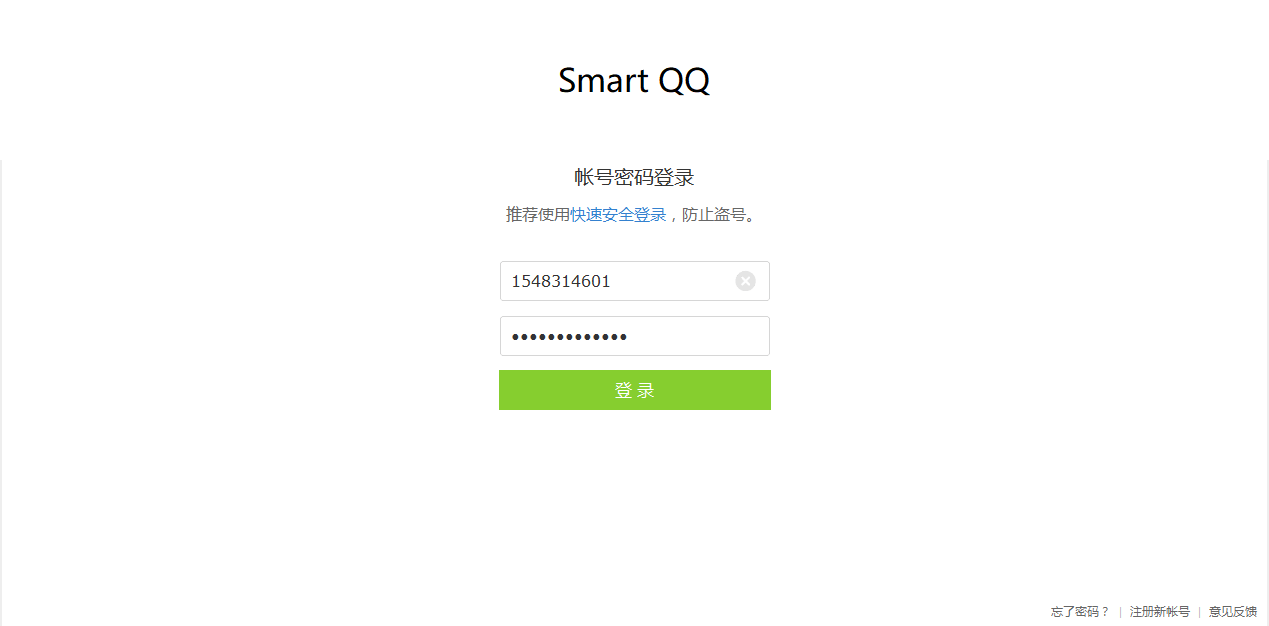 Smart QQ
帐号密码登录
推荐使用快速安全登录，防止盗号。
1548314601
•••••••••••••
登 录
忘了密码？ | 注册新帐号 | 意见反馈